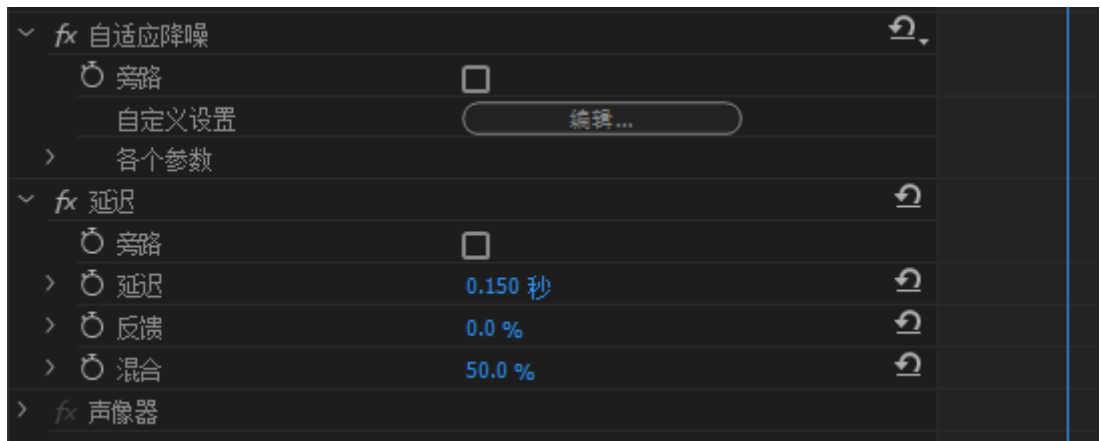 fx 自适应降噪
旁路
自定义设置 编辑...
各个参数
fx 延迟
旁路
延迟 0.150 秒
反馈 0.0 %
混合 50.0 %
fx 声像器